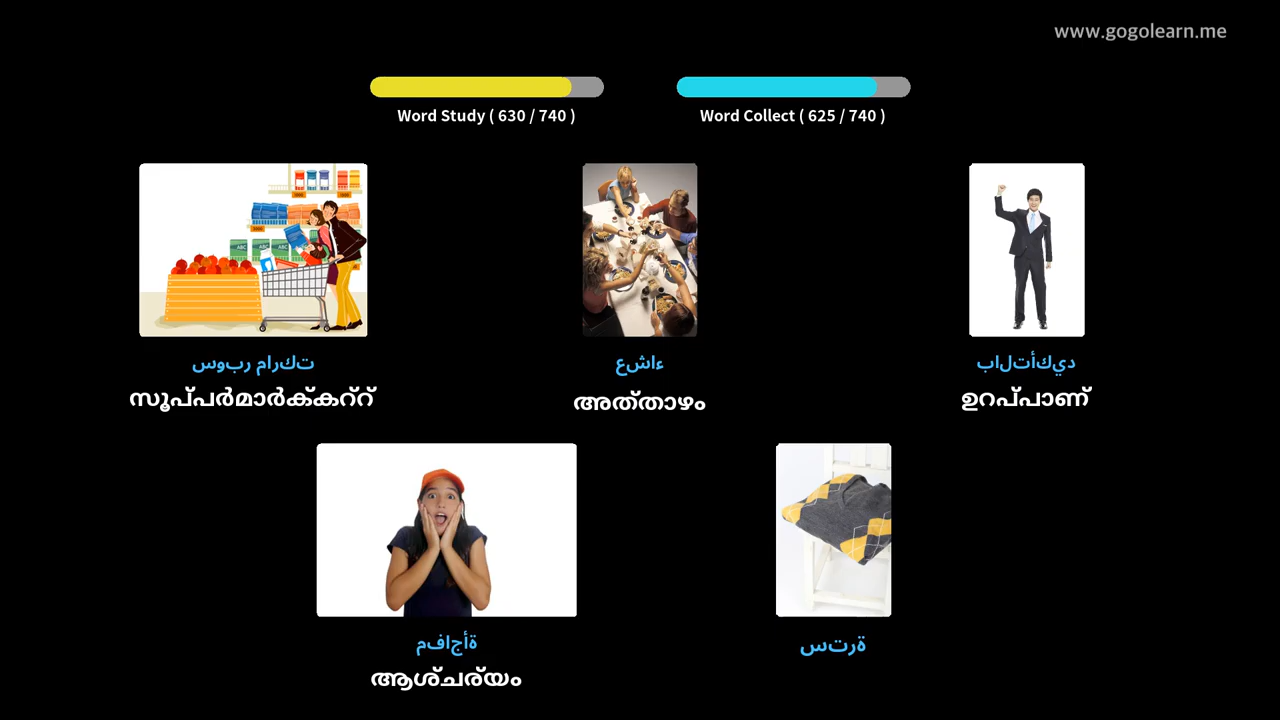 www.gogolearn.me
Word Study ( 630 / 740 )
Word Collect ( 625 / 740 )
سوبر ماركت
സൂപ്പർമാർക്കറ്റ്
عشاء
അത്താഴം
بالتأكيد
ഉറപ്പാണ്
مفاجأة
ആശ്ചര്യം
سترة